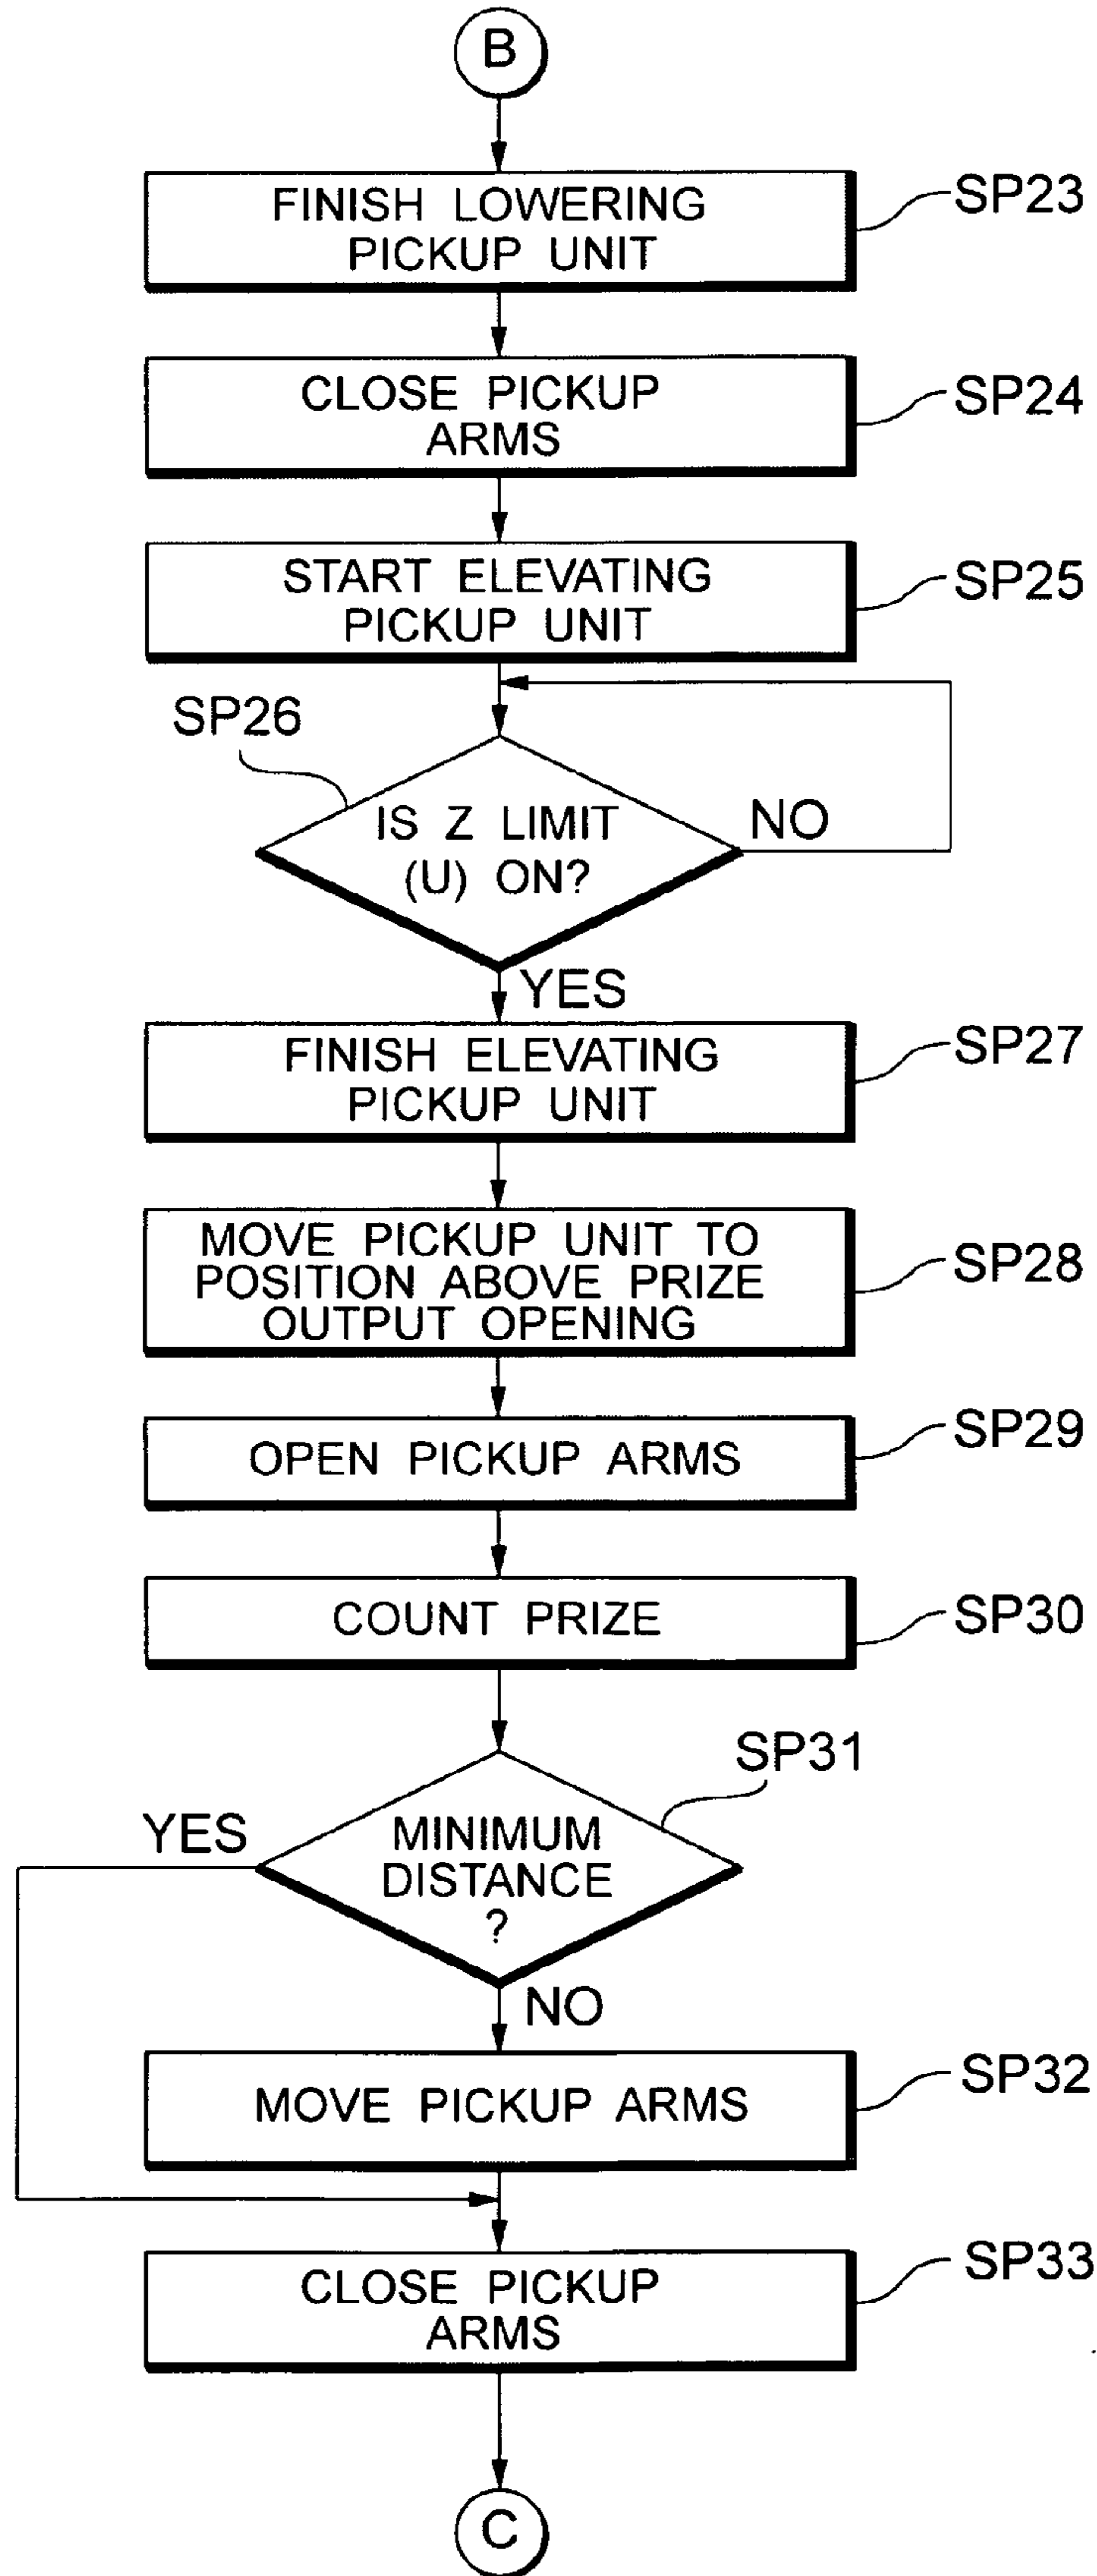 B
FINISH LOWERING
PICKUP UNIT
SP23
CLOSE PICKUP
ARMS
SP24
START ELEVATING
PICKUP UNIT
SP25
SP26
IS Z LIMIT
(U) ON?
NO
YES
FINISH ELEVATING
PICKUP UNIT
SP27
MOVE PICKUP UNIT TO
POSITION ABOVE PRIZE
OUTPUT OPENING
SP28
OPEN PICKUP ARMS
SP29
COUNT PRIZE
SP30
SP31
YES
MINIMUM
DISTANCE
?
NO
MOVE PICKUP ARMS
SP32
CLOSE PICKUP
ARMS
SP33
C